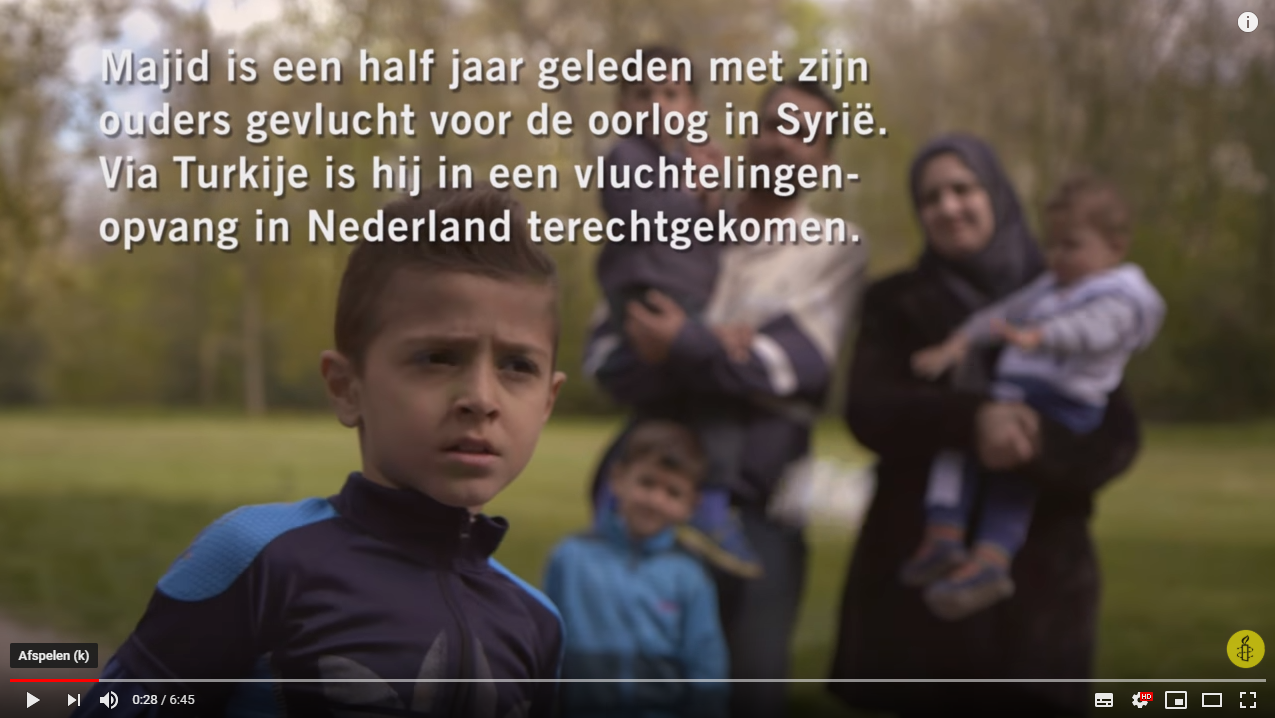 Majid is een half jaar geleden met zijn
ouders gevlucht voor de oorlog in Syrië.
Via Turkije is hij in een vluchtelingen-
opvang in Nederland terechtgekomen.
Afspelen (k)
0:28 / 6:45
HD